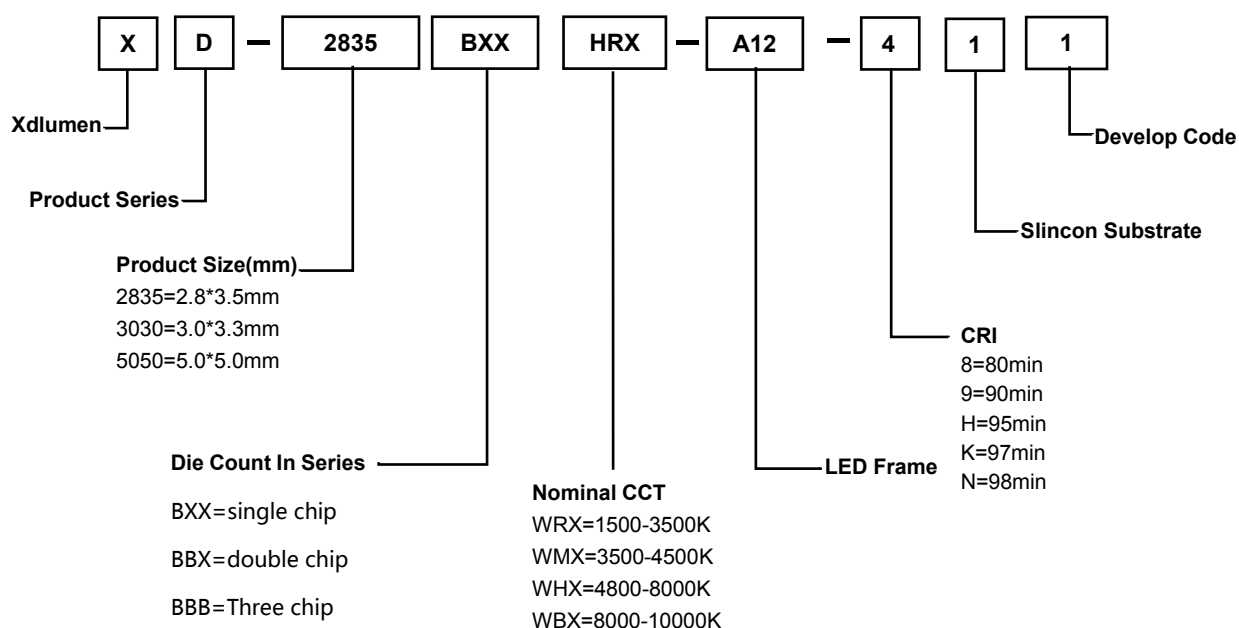 X D — 2835 BXX HRX — A12 — 4 1 1
Xdlumen
Develop Code
Product Series
Slincon Substrate
Product Size(mm)
2835=2.8*3.5mm
3030=3.0*3.3mm
5050=5.0*5.0mm
CRI
8=80min
9=90min
H=95min
K=97min
N=98min
Die Count In Series
BXX=single chip
BBX=double chip
BBB=Three chip
LED Frame
Nominal CCT
WRX=1500-3500K
WMX=3500-4500K
WHX=4800-8000K
WBX=8000-10000K